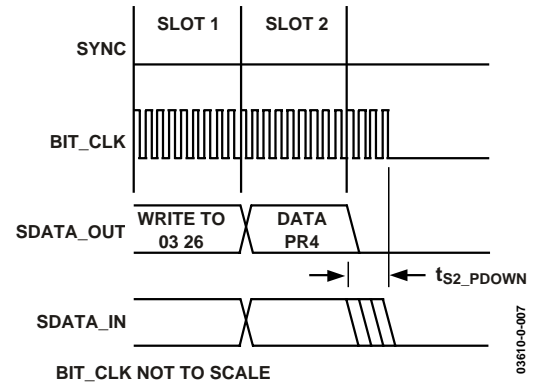 SLOT 1 SLOT 2
SYNC
BIT_CLK
SDATA_OUT WRITE TO 03 26 DATA PR4
tS2_PDOWN
SDATA_IN
BIT_CLK NOT TO SCALE
03610-0-007